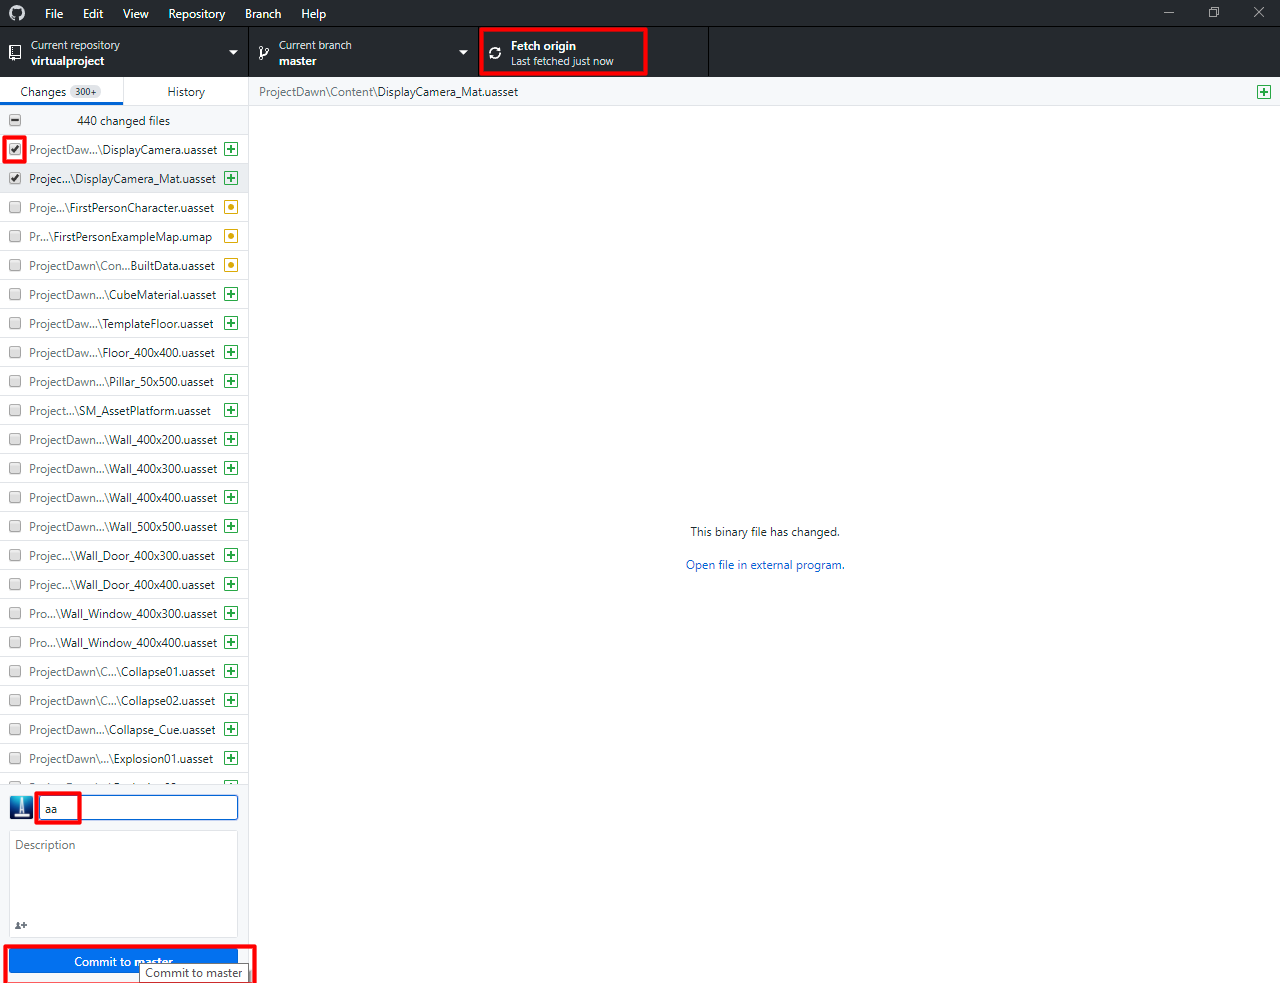 File Edit View Repository Branch Help
Current repository
virtualproject
Current branch
master
Fetch origin
Last fetched just now
Changes 300+ History
ProjectDawn\Content\DisplayCamera_Mat.uasset
440 changed files
ProjectDaw...\DisplayCamera.uasset
Projec...\DisplayCamera_Mat.uasset
Proje...\FirstPersonCharacter.uasset
Pr...\FirstPersonExampleMap.umap
ProjectDawn\Con...BuiltData.uasset
ProjectDawn...\CubeMaterial.uasset
ProjectDaw...\TemplateFloor.uasset
ProjectDaw...\Floor_400x400.uasset
ProjectDawn...\Pillar_50x500.uasset
Project...\SM_AssetPlatform.uasset
ProjectDawn...\Wall_400x200.uasset
ProjectDawn...\Wall_400x300.uasset
ProjectDawn...\Wall_400x400.uasset
ProjectDawn...\Wall_500x500.uasset
Projec...\Wall_Door_400x300.uasset
Projec...\Wall_Door_400x400.uasset
Pro...\Wall_Window_400x300.uasset
Pro...\Wall_Window_400x400.uasset
ProjectDawn\C...\Collapse01.uasset
ProjectDawn\C...\Collapse02.uasset
ProjectDawn...\Collapse_Cue.uasset
ProjectDawn\...\Explosion01.uasset
This binary file has changed.
Open file in external program.
aa
Description
Commit to master
Commit to master